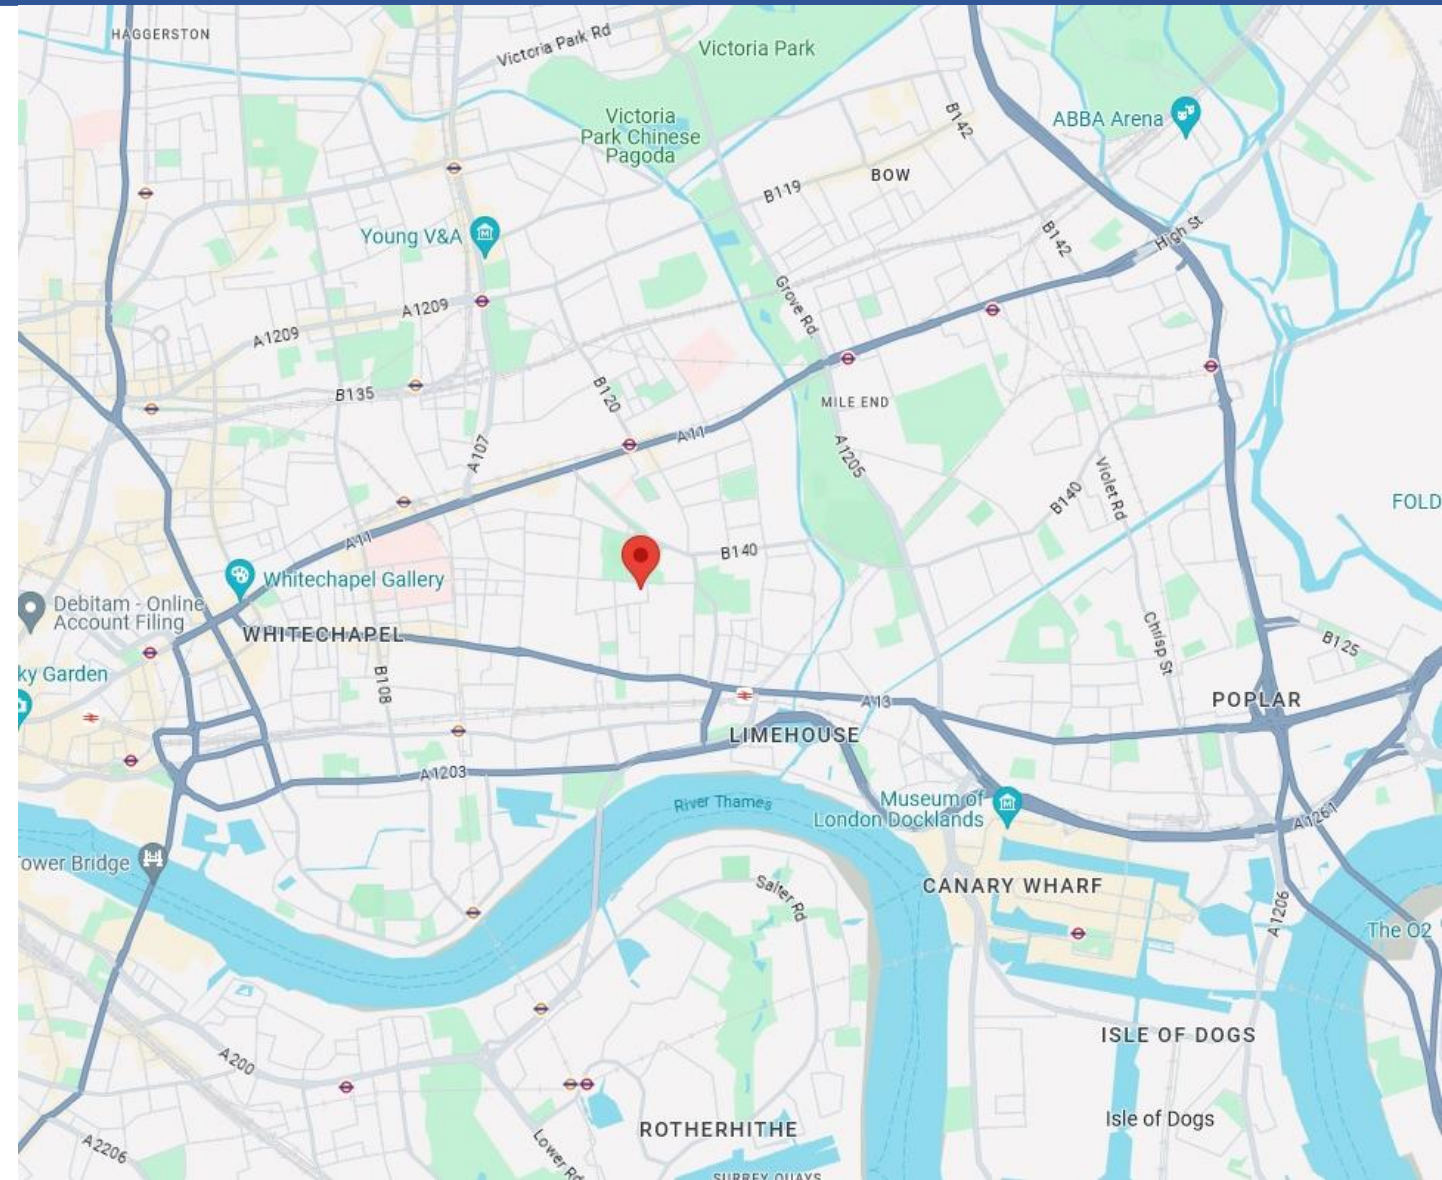 HAGGERSTON
Victoria Park Rd
Victoria Park
Victoria
Park Chinese
Pagoda
B142
ABBA Arena
BOW
B119
Young V&A
B142
High St
Grove Rd
A1209
A1209
B135
B120
MILE END
A11
A107
A1205
Violet Rd
B140
FOLD
A11
B140
Whitechapel Gallery
Debitam - Online
Account Filing
WHITECHAPEL
Chrisp St
B125
ky Garden
B108
POPLAR
A13
LIMEHOUSE
A1203
River Thames
Museum of
London Docklands
A1261
ower Bridge
CANARY WHARF
Salter Rd
A1206
The O2
ISLE OF DOGS
A200
Isle of Dogs
ROTHERHITHE
Lower Rd
A2206
SURREY QUAYS